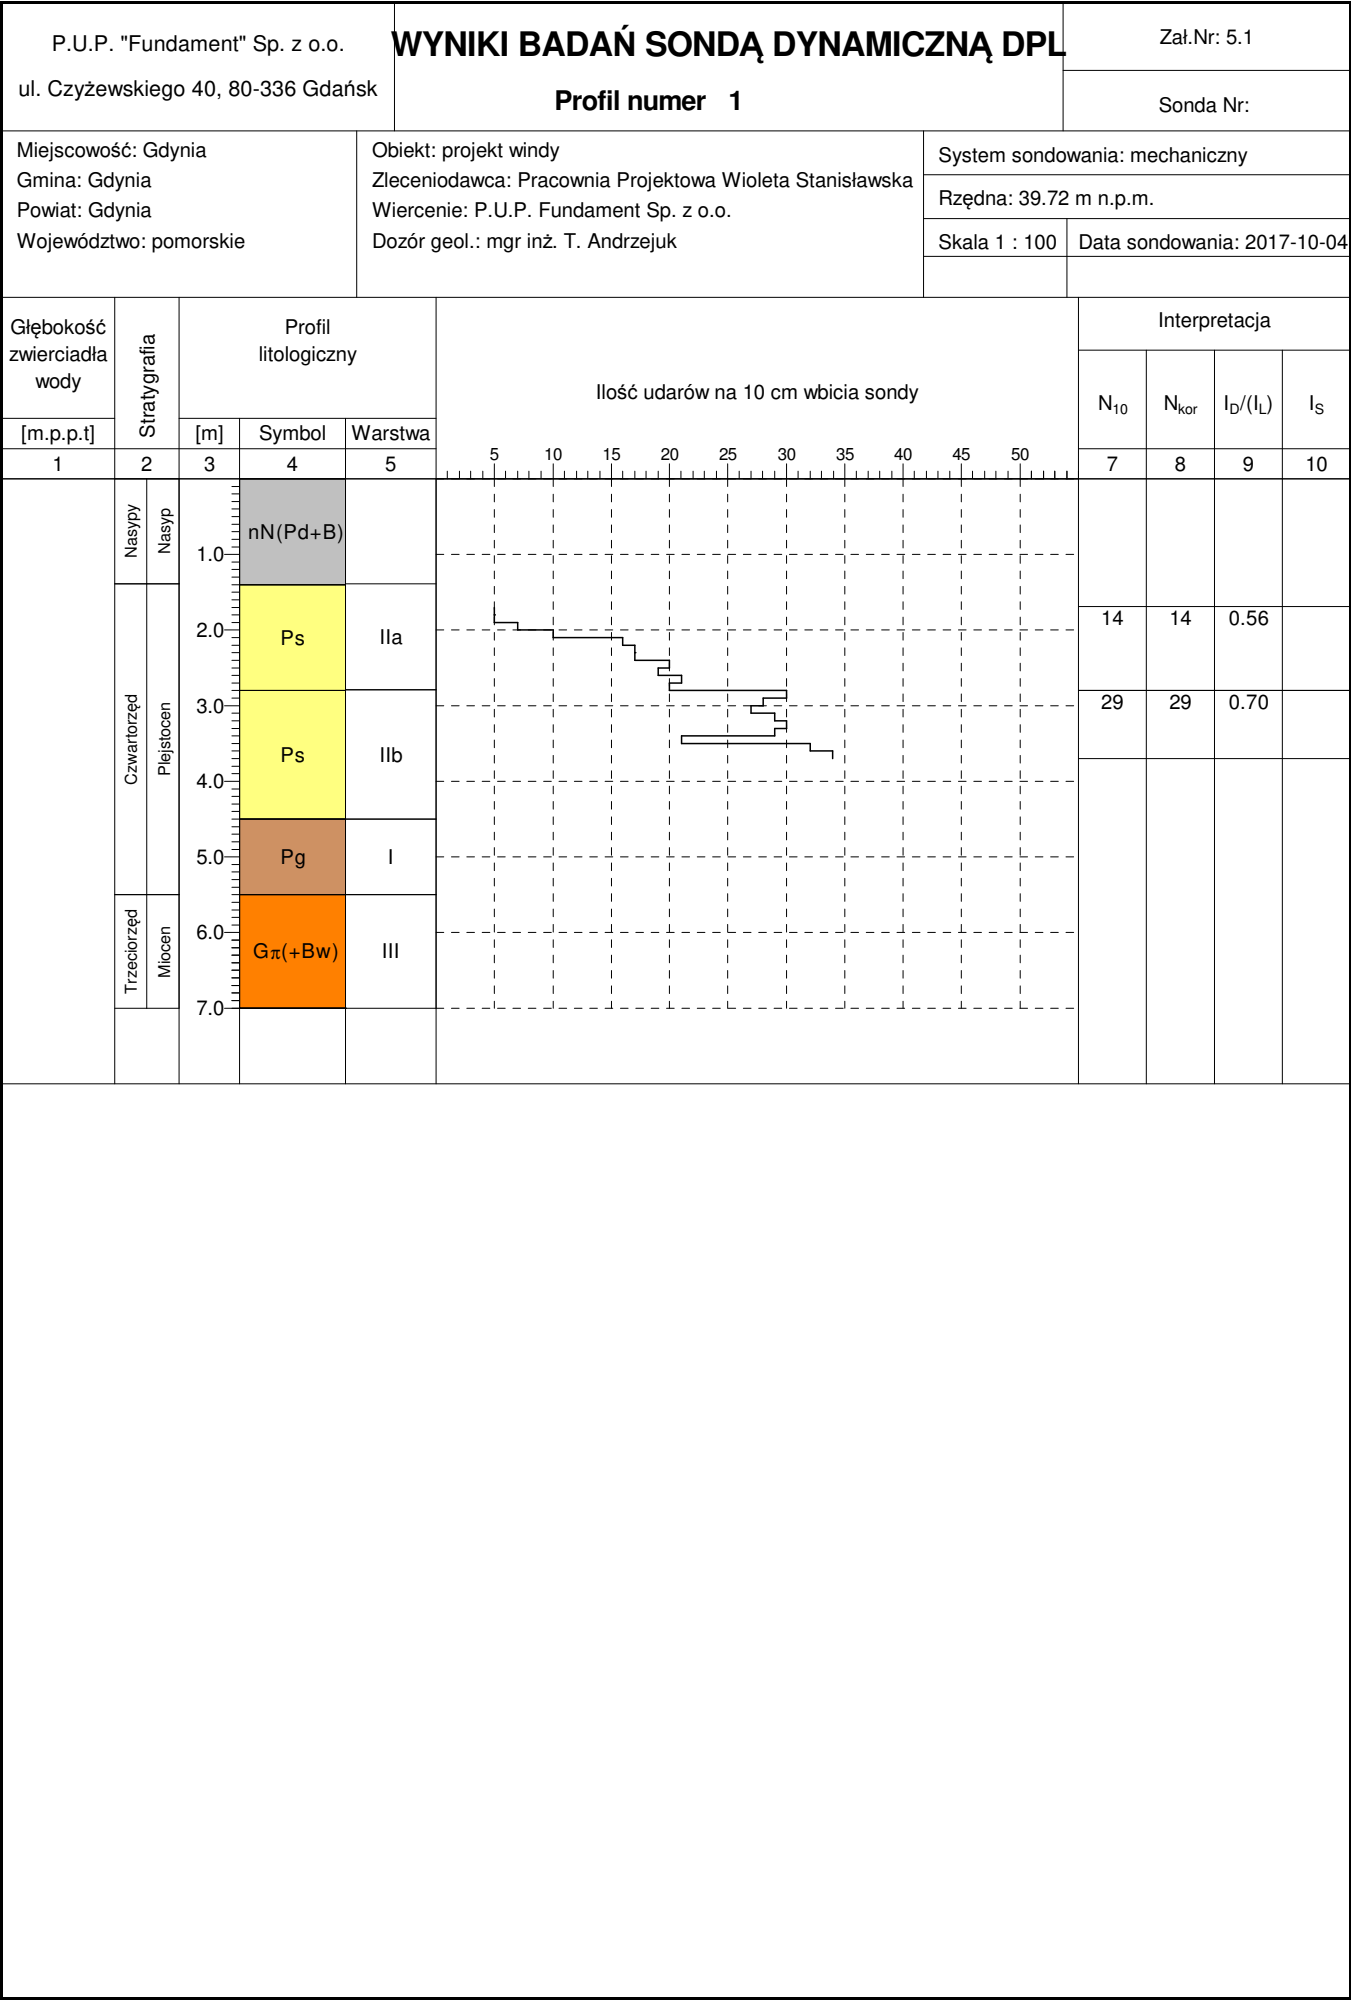 P.U.P. "Fundament" Sp. z o.o.
ul. Czyżewskiego 40, 80-336 Gdańsk
WYNIKI BADAŃ SONDĄ DYNAMICZNĄ DPL
Profil numer 1
Zał.Nr: 5.1
Sonda Nr:
Miejscowość: Gdynia
Gmina: Gdynia
Powiat: Gdynia
Województwo: pomorskie
Obiekt: projekt windy
Zleceniodawca: Pracownia Projektowa Wioleta Stanisławska
Wiercenie: P.U.P. Fundament Sp. z o.o.
Dozór geol.: mgr inż. T. Andrzejuk
System sondowania: mechaniczny
Rzędna: 39.72 m n.p.m.
Skala 1 : 100
Data sondowania: 2017-10-04
Głębokość
zwierciadła
wody
[m.p.p.t]
Stratygrafia
Profil
litologiczny
[m] Symbol Warstwa
Ilość udarów na 10 cm wbicia sondy
Interpretacja
N10 Nkor ID/(IL) IS
1 2 3 4 5
5 10 15 20 25 30 35 40 45 50
7 8 9 10
Nasypy
Nasyp
Czwartorzęd
Plejstocen
Trzeciorzęd
Miocen
1.0
2.0
3.0
4.0
5.0
6.0
7.0
nN(Pd+B)
Ps IIa
Ps IIb
Pg I
Gπ(+Bw) III
14 14 0.56
29 29 0.70